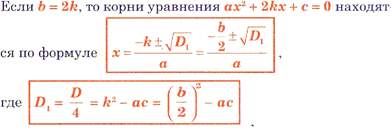 Если b = 2k, то корни уравнения ax² + 2kx + c = 0 находят-
ся по формуле x = (-k ± √D₁)/a = (-b/2 ± √D₁)/a ,
где D₁ = D/4 = k² - ac = (b/2)² - ac ,